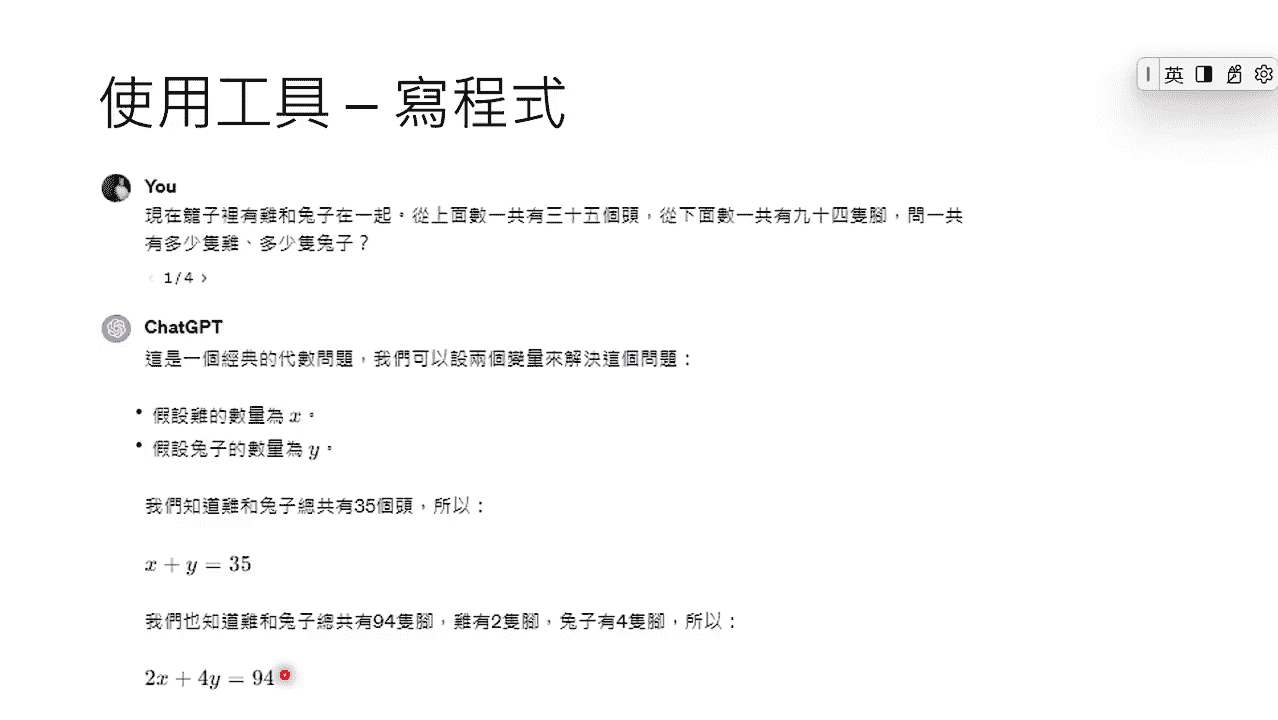 使用工具 – 寫程式
英
You
現在籠子裡有雞和兔子在一起。從上面數一共有三十五個頭，從下面數一共有九十四隻腳，問一共
有多少隻雞、多少隻兔子？
< 1/4 >
ChatGPT
這是一個經典的代數問題，我們可以設兩個變量來解決這個問題：
• 假設雞的數量為 x。
• 假設兔子的數量為 y。
我們知道雞和兔子總共有35個頭，所以：
x + y = 35
我們也知道雞和兔子總共有94隻腳，雞有2隻腳，兔子有4隻腳，所以：
2x + 4y = 94